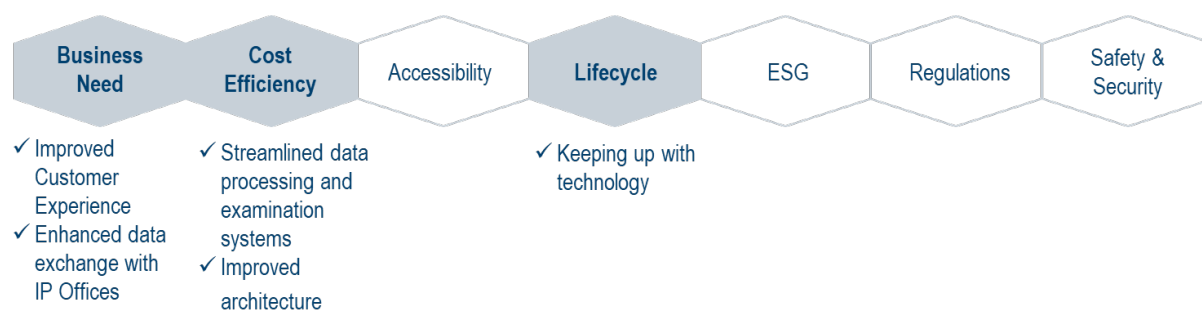 Business
Need
Cost
Efficiency
Accessibility
Lifecycle
ESG
Regulations
Safety &
Security
✓ Improved
Customer
Experience
✓ Enhanced data
exchange with
IP Offices
✓ Streamlined data
processing and
examination
systems
✓ Improved
architecture
✓ Keeping up with
technology